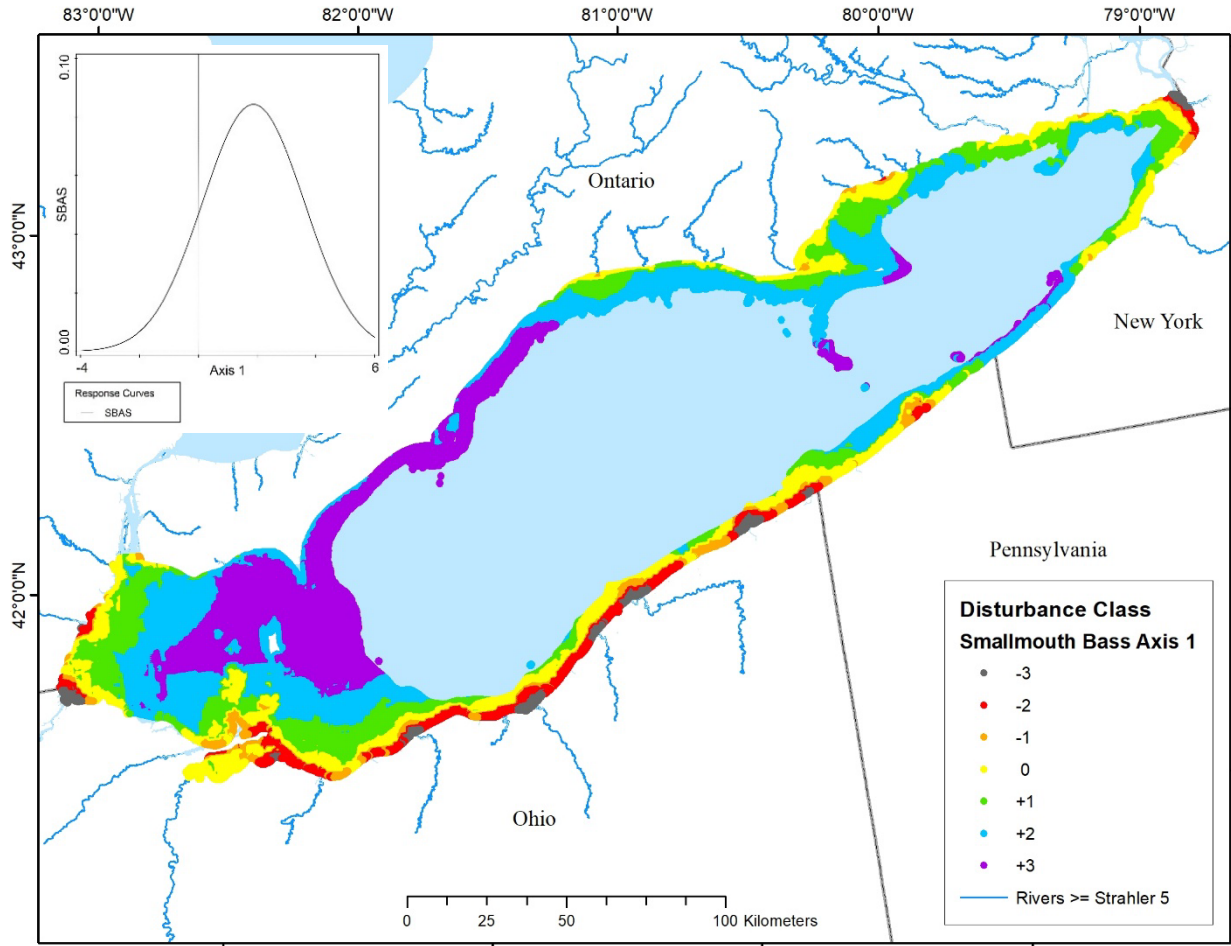 83°0'0"W
82°0'0"W
81°0'0"W
80°0'0"W
79°0'0"W
0.10
SBAS
0.00
-4
6
Axis 1
Response Curves
SBAS
43°0'0"N
42°0'0"N
Ontario
New York
Pennsylvania
Ohio
Disturbance Class
Smallmouth Bass Axis 1
-3
-2
-1
0
+1
+2
+3
Rivers >= Strahler 5
0 25 50 100 Kilometers